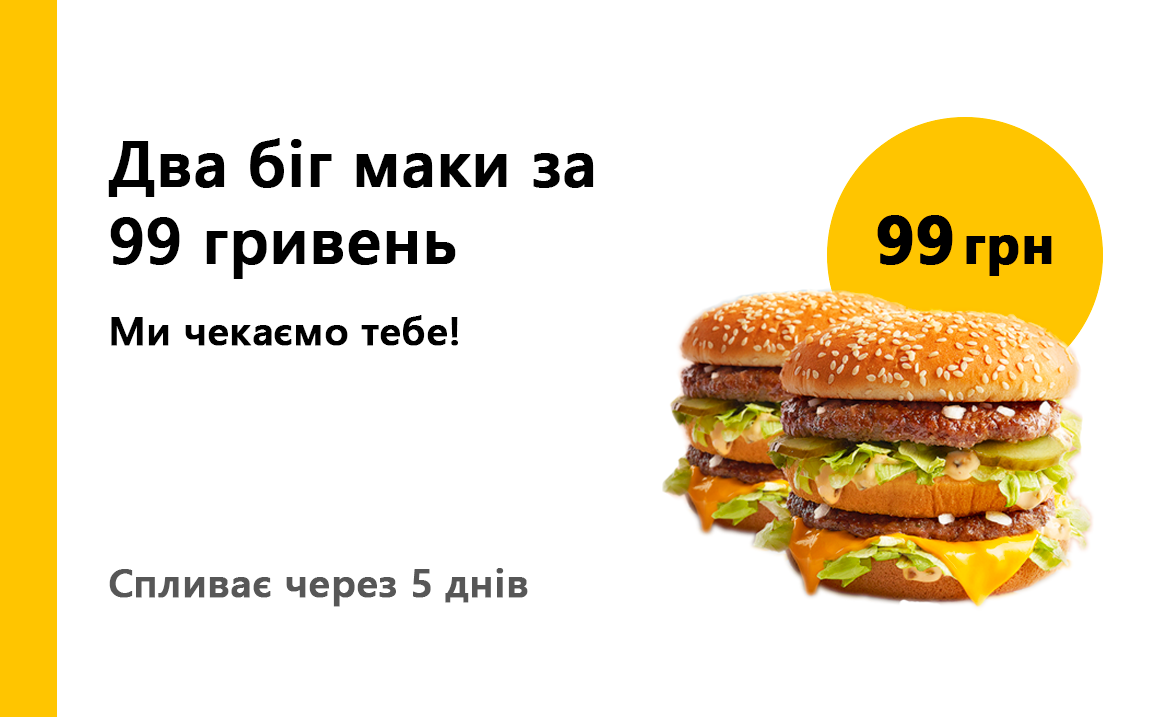 Два біг маки за
99 гривень
99 грн
Ми чекаємо тебе!
Спливає через 5 днів